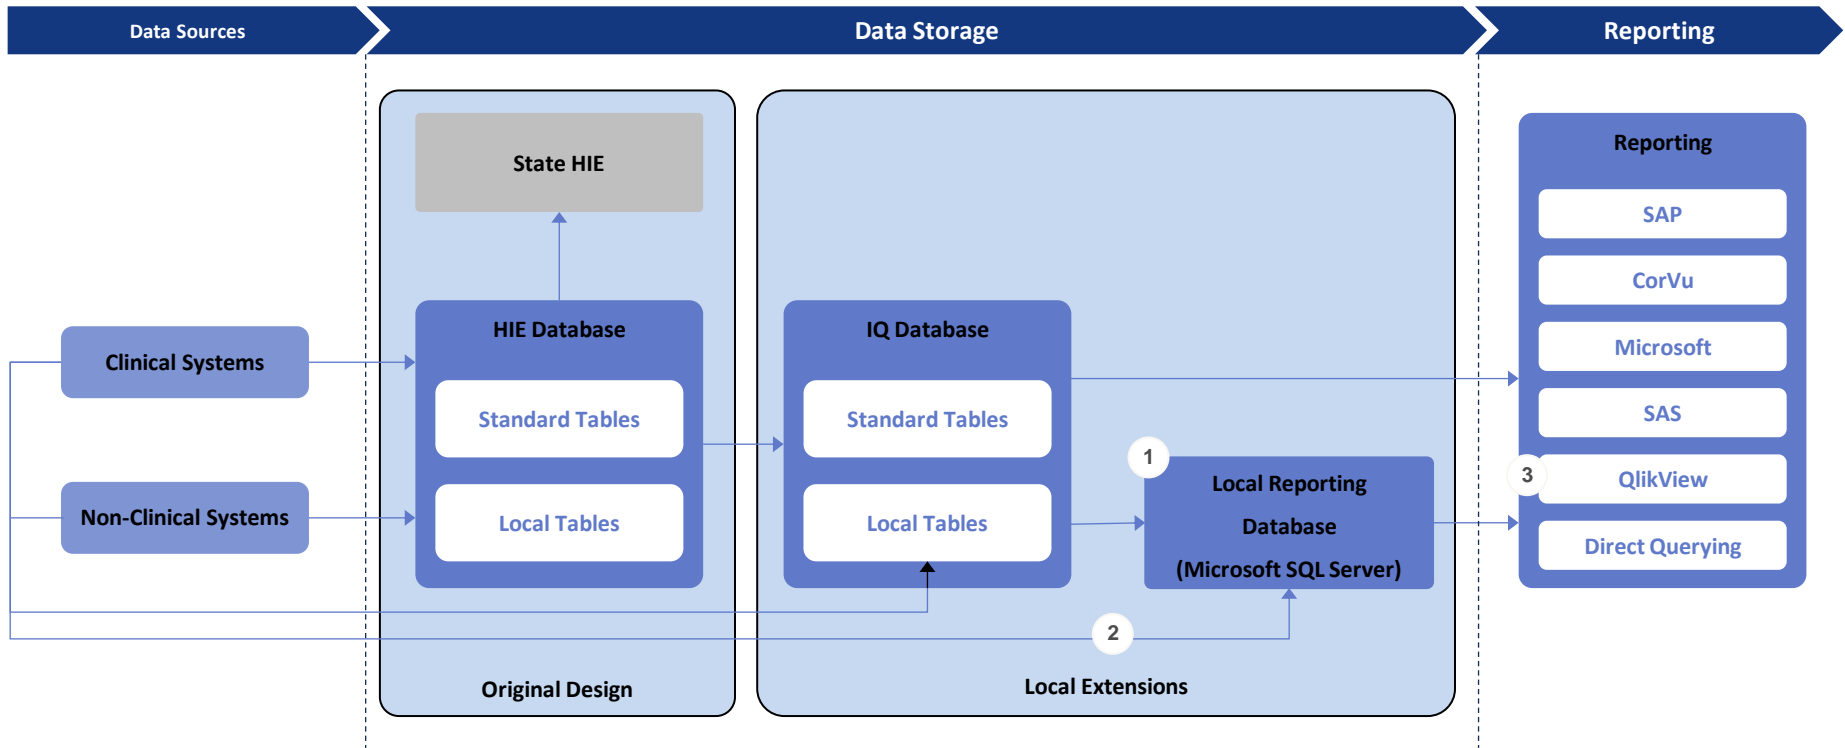 Data Sources
Data Storage
Reporting
State HIE
HIE Database
Standard Tables
Local Tables
Clinical Systems
Non-Clinical Systems
Original Design
IQ Database
Standard Tables
Local Tables
1
Local Reporting
Database
(Microsoft SQL Server)
2
Local Extensions
Reporting
SAP
CorVu
Microsoft
SAS
3
QlikView
Direct Querying